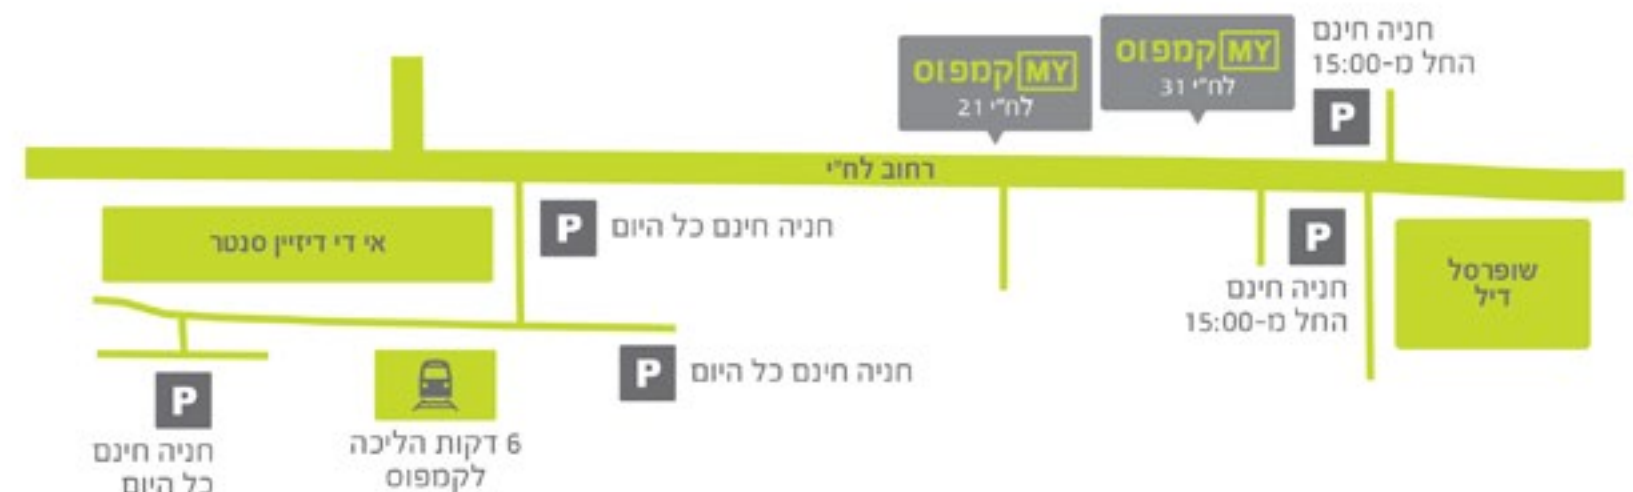 חניה חינם
החל מ-15:00
P
MY קמפוס
לח"י 31
MY קמפוס
לח"י 21
רחוב לח"י
P
חניה חינם
החל מ-15:00
שופרסל
דיל
P
חניה חינם כל היום
אי די דיזיין סנטר
P
חניה חינם כל היום
6 דקות הליכה
לקמפוס
P
חניה חינם
כל היום